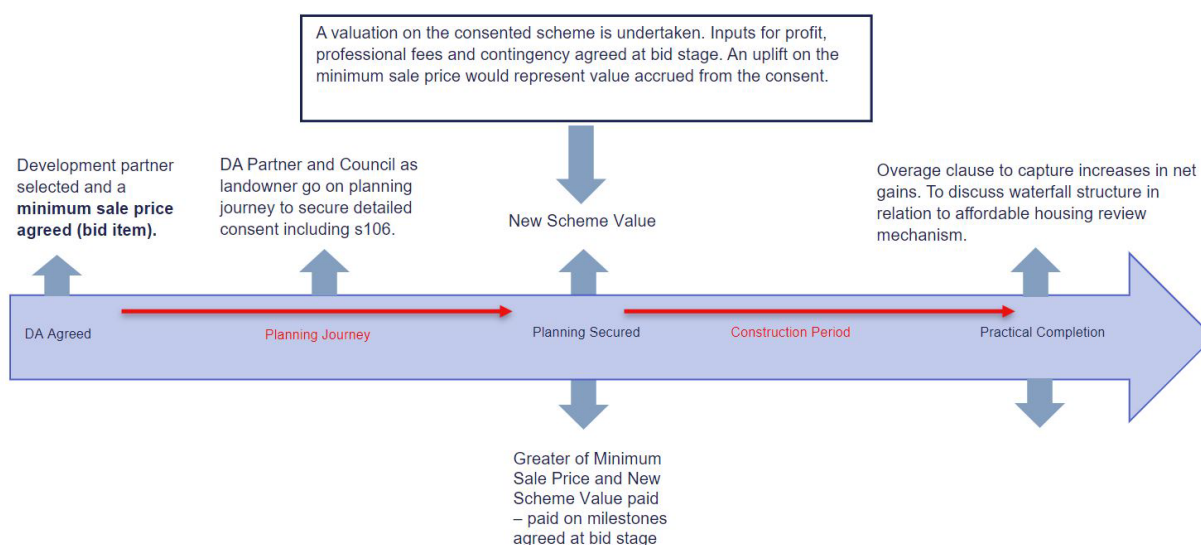 A valuation on the consented scheme is undertaken. Inputs for profit,
professional fees and contingency agreed at bid stage. An uplift on the
minimum sale price would represent value accrued from the consent.
Development partner
selected and a
minimum sale price
agreed (bid item).
DA Partner and Council as
landowner go on planning
journey to secure detailed
consent including s106.
New Scheme Value
Overage clause to capture increases in net
gains. To discuss waterfall structure in
relation to affordable housing review
mechanism.
DA Agreed
Planning Journey
Planning Secured
Construction Period
Practical Completion
Greater of Minimum
Sale Price and New
Scheme Value paid
– paid on milestones
agreed at bid stage